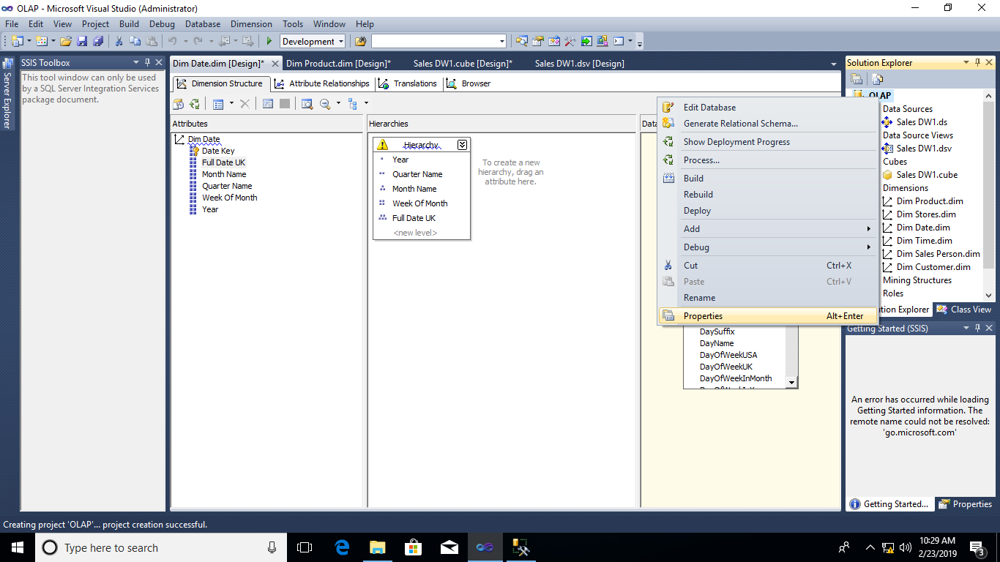 OLAP - Microsoft Visual Studio (Administrator)
File Edit View Project Build Debug Database Dimension Tools Window Help
Development
Server Explorer
SSIS Toolbox
This tool window can only be used
by a SQL Server Integration Services
package document.
Dim Date.dim [Design]* Dim Product.dim [Design]* Sales DW1.cube [Design]* Sales DW1.dsv [Design]
Dimension Structure Attribute Relationships Translations Browser
Attributes
Dim Date
Date Key
Full Date UK
Month Name
Quarter Name
Week Of Month
Year
Hierarchies
Hierarchy
Year
Quarter Name
Month Name
Week Of Month
Full Date UK
<new level>
To create a new
hierarchy, drag an
attribute here.
Data
Edit Database
Generate Relational Schema...
Show Deployment Progress
Process...
Build
Rebuild
Deploy
Add
Debug
Cut Ctrl+X
Paste Ctrl+V
Rename
Properties Alt+Enter
DaySuffix
DayName
DayOfWeekUSA
DayOfWeekUK
DayOfWeekInMonth
Solution Explorer
OLAP
Data Sources
Sales DW1.ds
Data Source Views
Sales DW1.dsv
Cubes
Sales DW1.cube
Dimensions
Dim Product.dim
Dim Stores.dim
Dim Date.dim
Dim Time.dim
Dim Sales Person.dim
Dim Customer.dim
Mining Structures
Roles
ution Explorer Class View
Getting Started (SSIS)
An error has occurred while loading
Getting Started information. The
remote name could not be resolved:
'go.microsoft.com'
Getting Started... Properties
Creating project 'OLAP'... project creation successful.
Type here to search
10:29 AM
2/23/2019
3